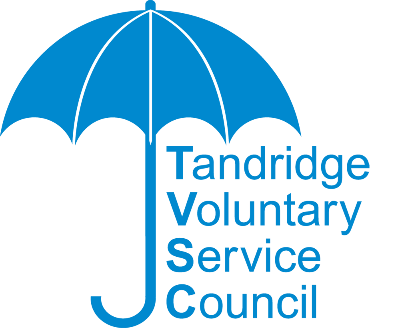 Tandridge
Voluntary
Service
Council